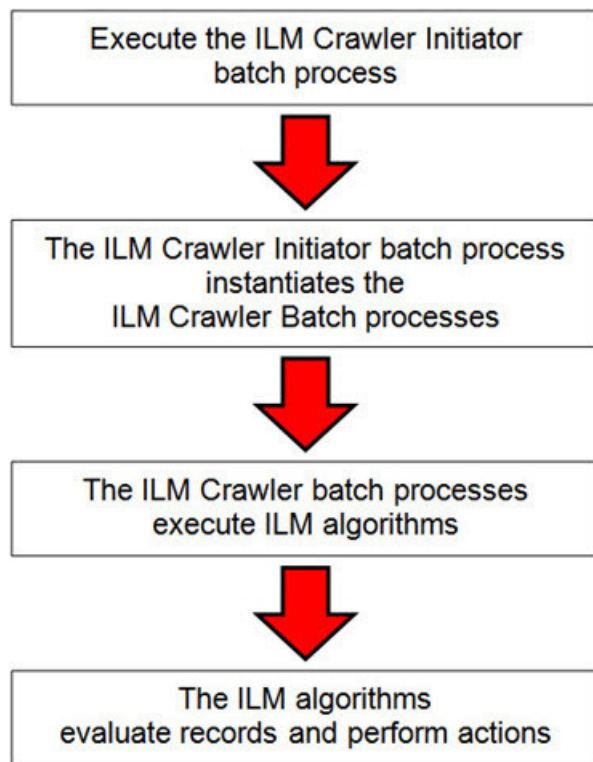 Execute the ILM Crawler Initiator
batch process
The ILM Crawler Initiator batch process
instantiates the
ILM Crawler Batch processes
The ILM Crawler batch processes
execute ILM algorithms
The ILM algorithms
evaluate records and perform actions